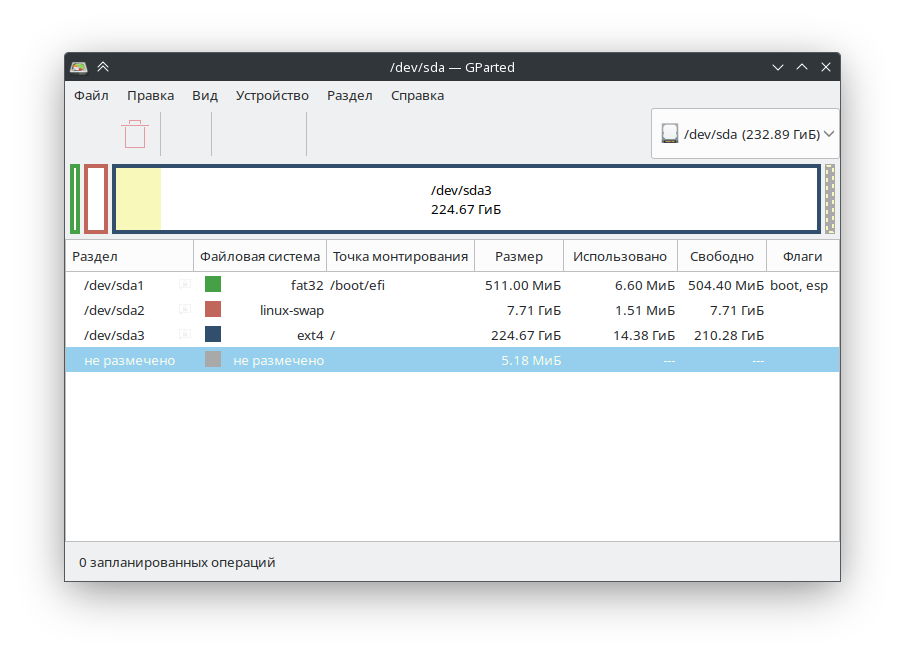 /dev/sda — GParted
Файл Правка Вид Устройство Раздел Справка
/dev/sda (232.89 ГиБ)
/dev/sda3
224.67 ГиБ
Раздел Файловая система Точка монтирования Размер Использовано Свободно Флаги
/dev/sda1 fat32 /boot/efi 511.00 МиБ 6.60 МиБ 504.40 МиБ boot, esp
/dev/sda2 linux-swap 7.71 ГиБ 1.51 МиБ 7.71 ГиБ
/dev/sda3 ext4 / 224.67 ГиБ 14.38 ГиБ 210.28 ГиБ
не размечено не размечено 5.18 МиБ --- ---
0 запланированных операций